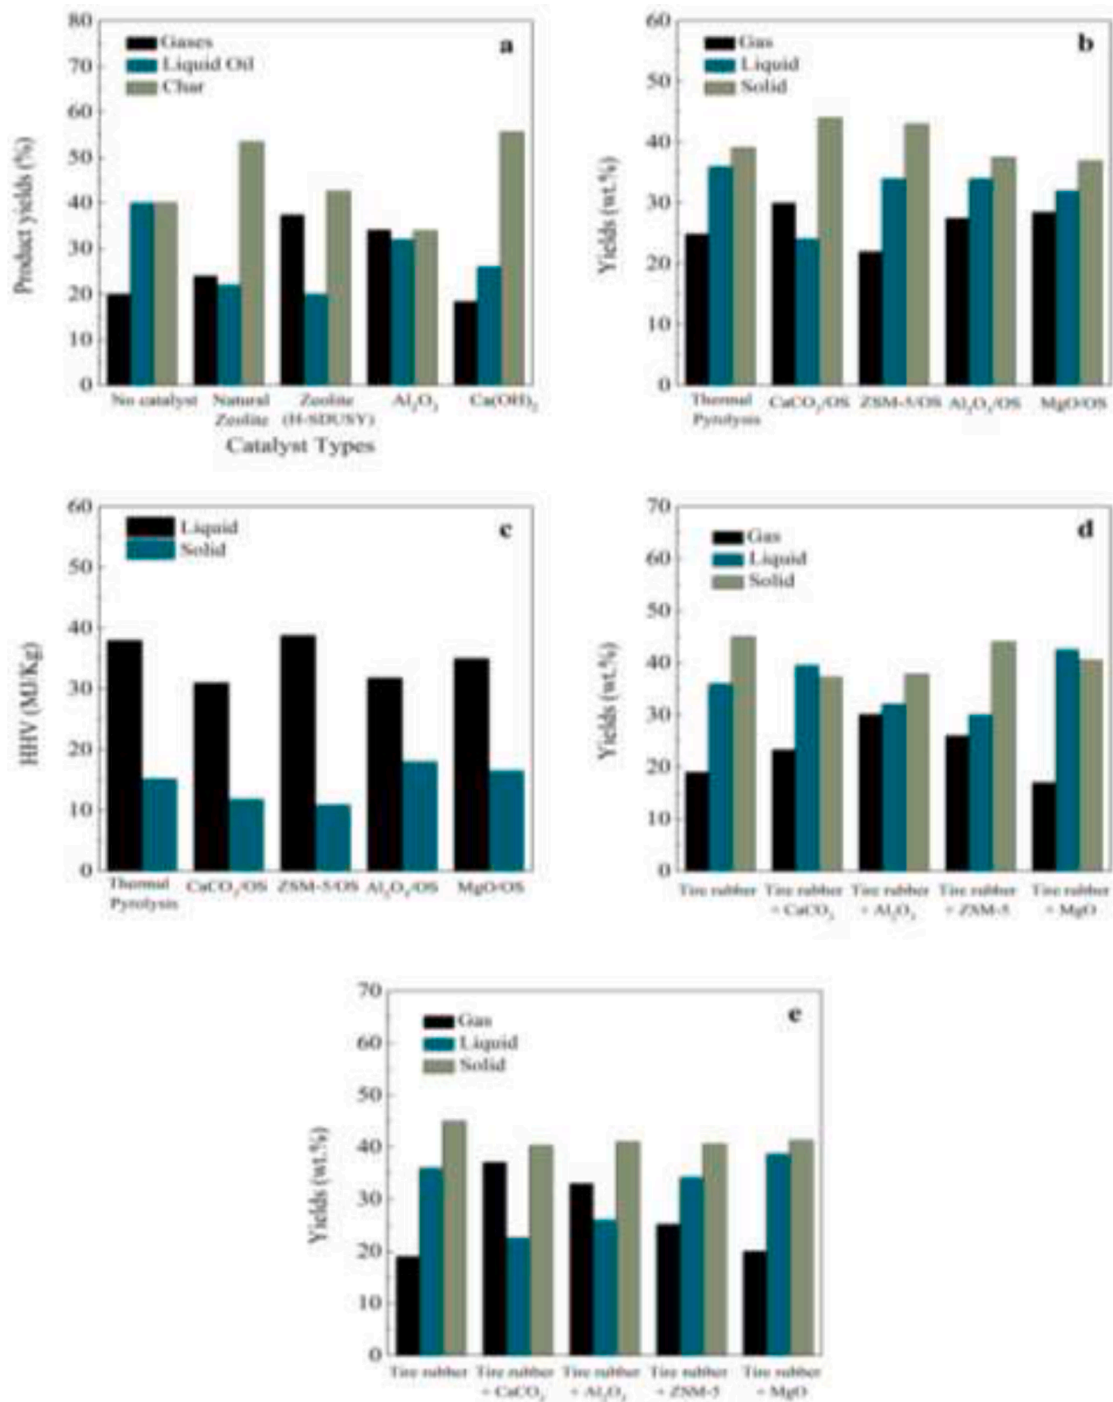 a
Gases
Liquid Oil
Char
Product yields (%)
80
70
60
50
40
30
20
10
0
No catalyst
Natural Zeolite
Zeolite (H-SDUSY)
Al₂O₃
Ca(OH)₂
Catalyst Types
b
Gas
Liquid
Solid
Yields (wt.%)
60
50
40
30
20
10
0
Thermal Pyrolysis
CaCO₃/OS
ZSM-5/OS
Al₂O₃/OS
MgO/OS
c
Liquid
Solid
HHV (MJ/Kg)
60
50
40
30
20
10
0
Thermal Pyrolysis
CaCO₃/OS
ZSM-5/OS
Al₂O₃/OS
MgO/OS
d
Gas
Liquid
Solid
Yields (wt.%)
70
60
50
40
30
20
10
0
Tire rubber
Tire rubber + CaCO₃
Tire rubber + Al₂O₃
Tire rubber + ZSM-5
Tire rubber + MgO
e
Gas
Liquid
Solid
Yields (wt.%)
70
60
50
40
30
20
10
0
Tire rubber
Tire rubber + CaCO₃
Tire rubber + Al₂O₃
Tire rubber + ZSM-5
Tire rubber + MgO